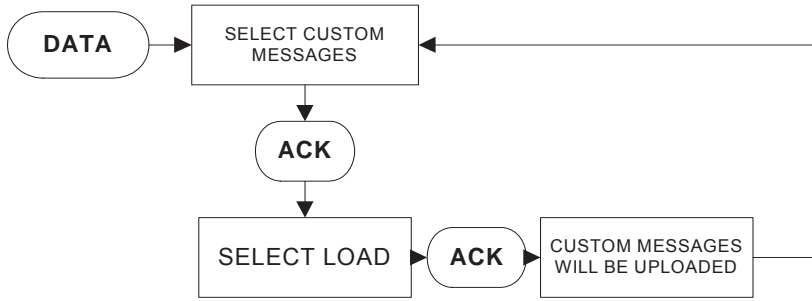 DATA
SELECT CUSTOM
MESSAGES
ACK
SELECT LOAD
ACK
CUSTOM MESSAGES
WILL BE UPLOADED